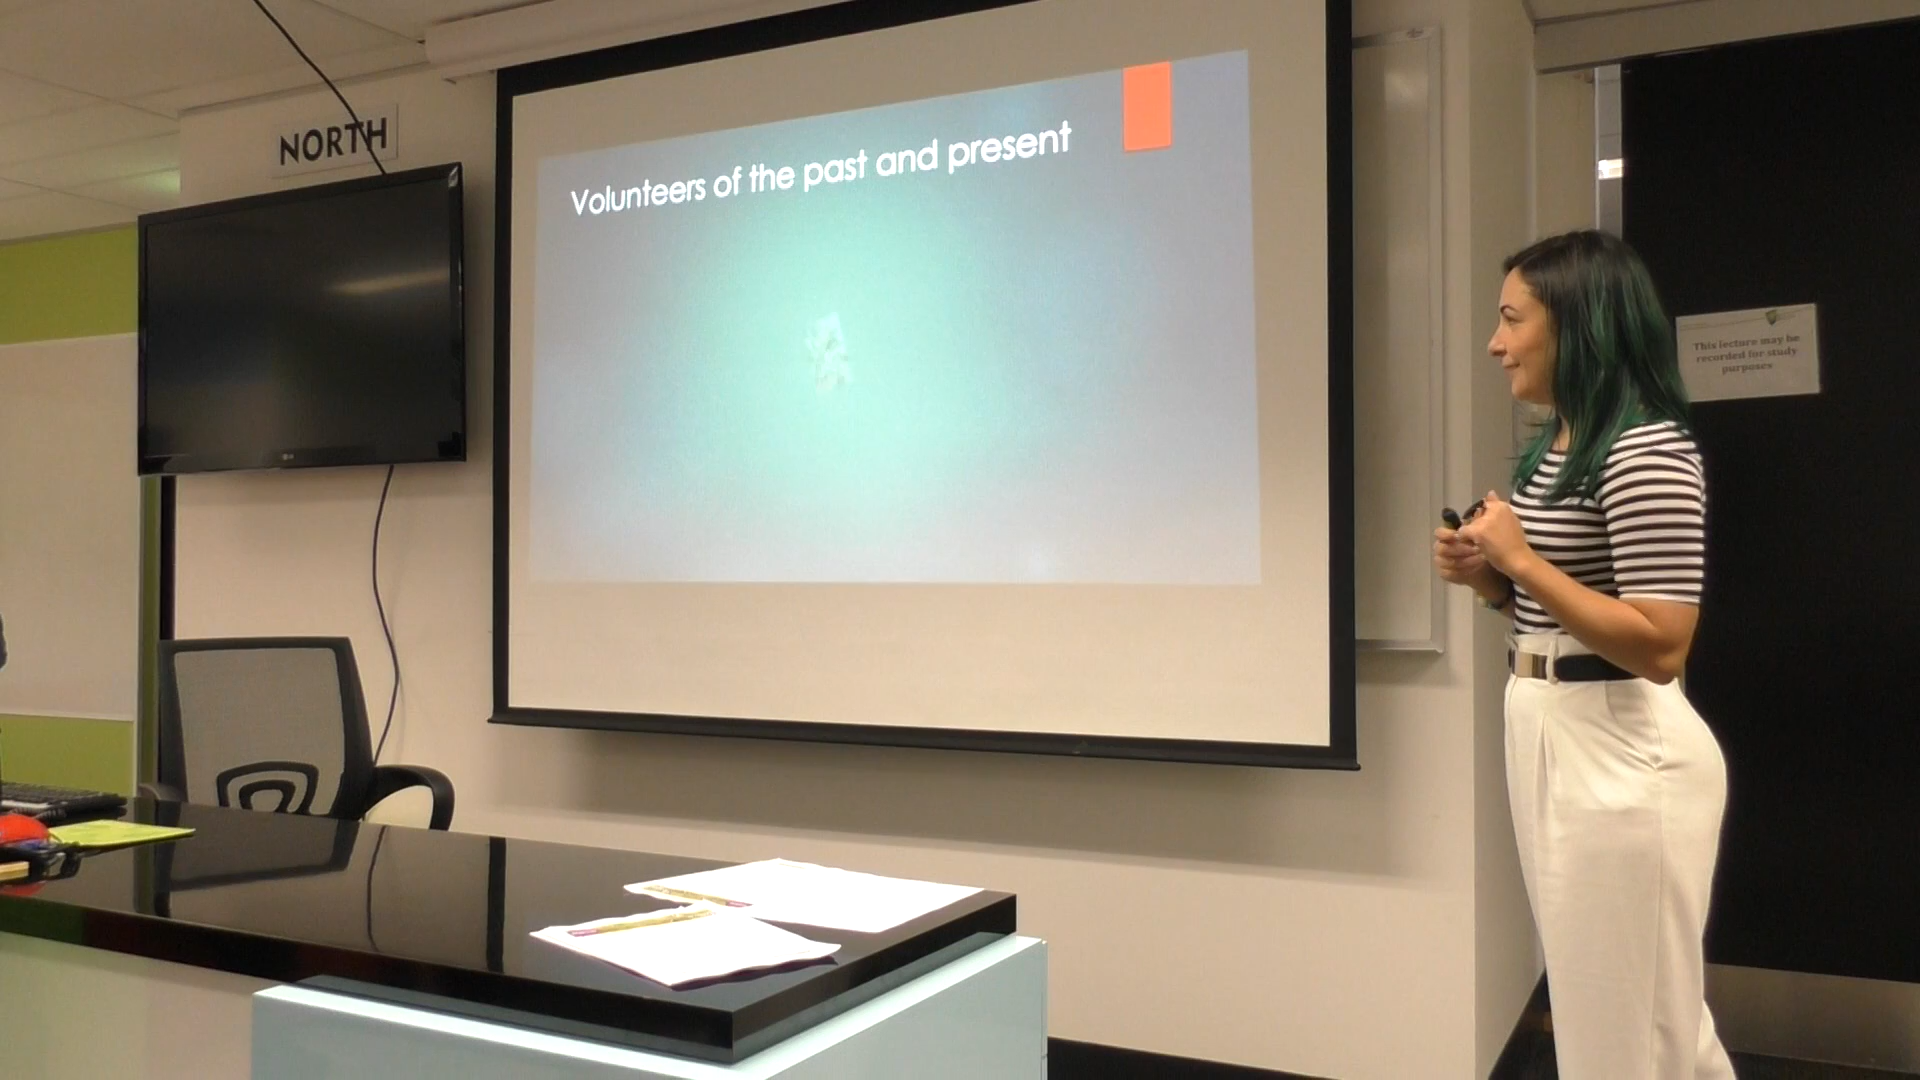 NORTH
Volunteers of the past and present
This lecture may be
recorded for study
purposes